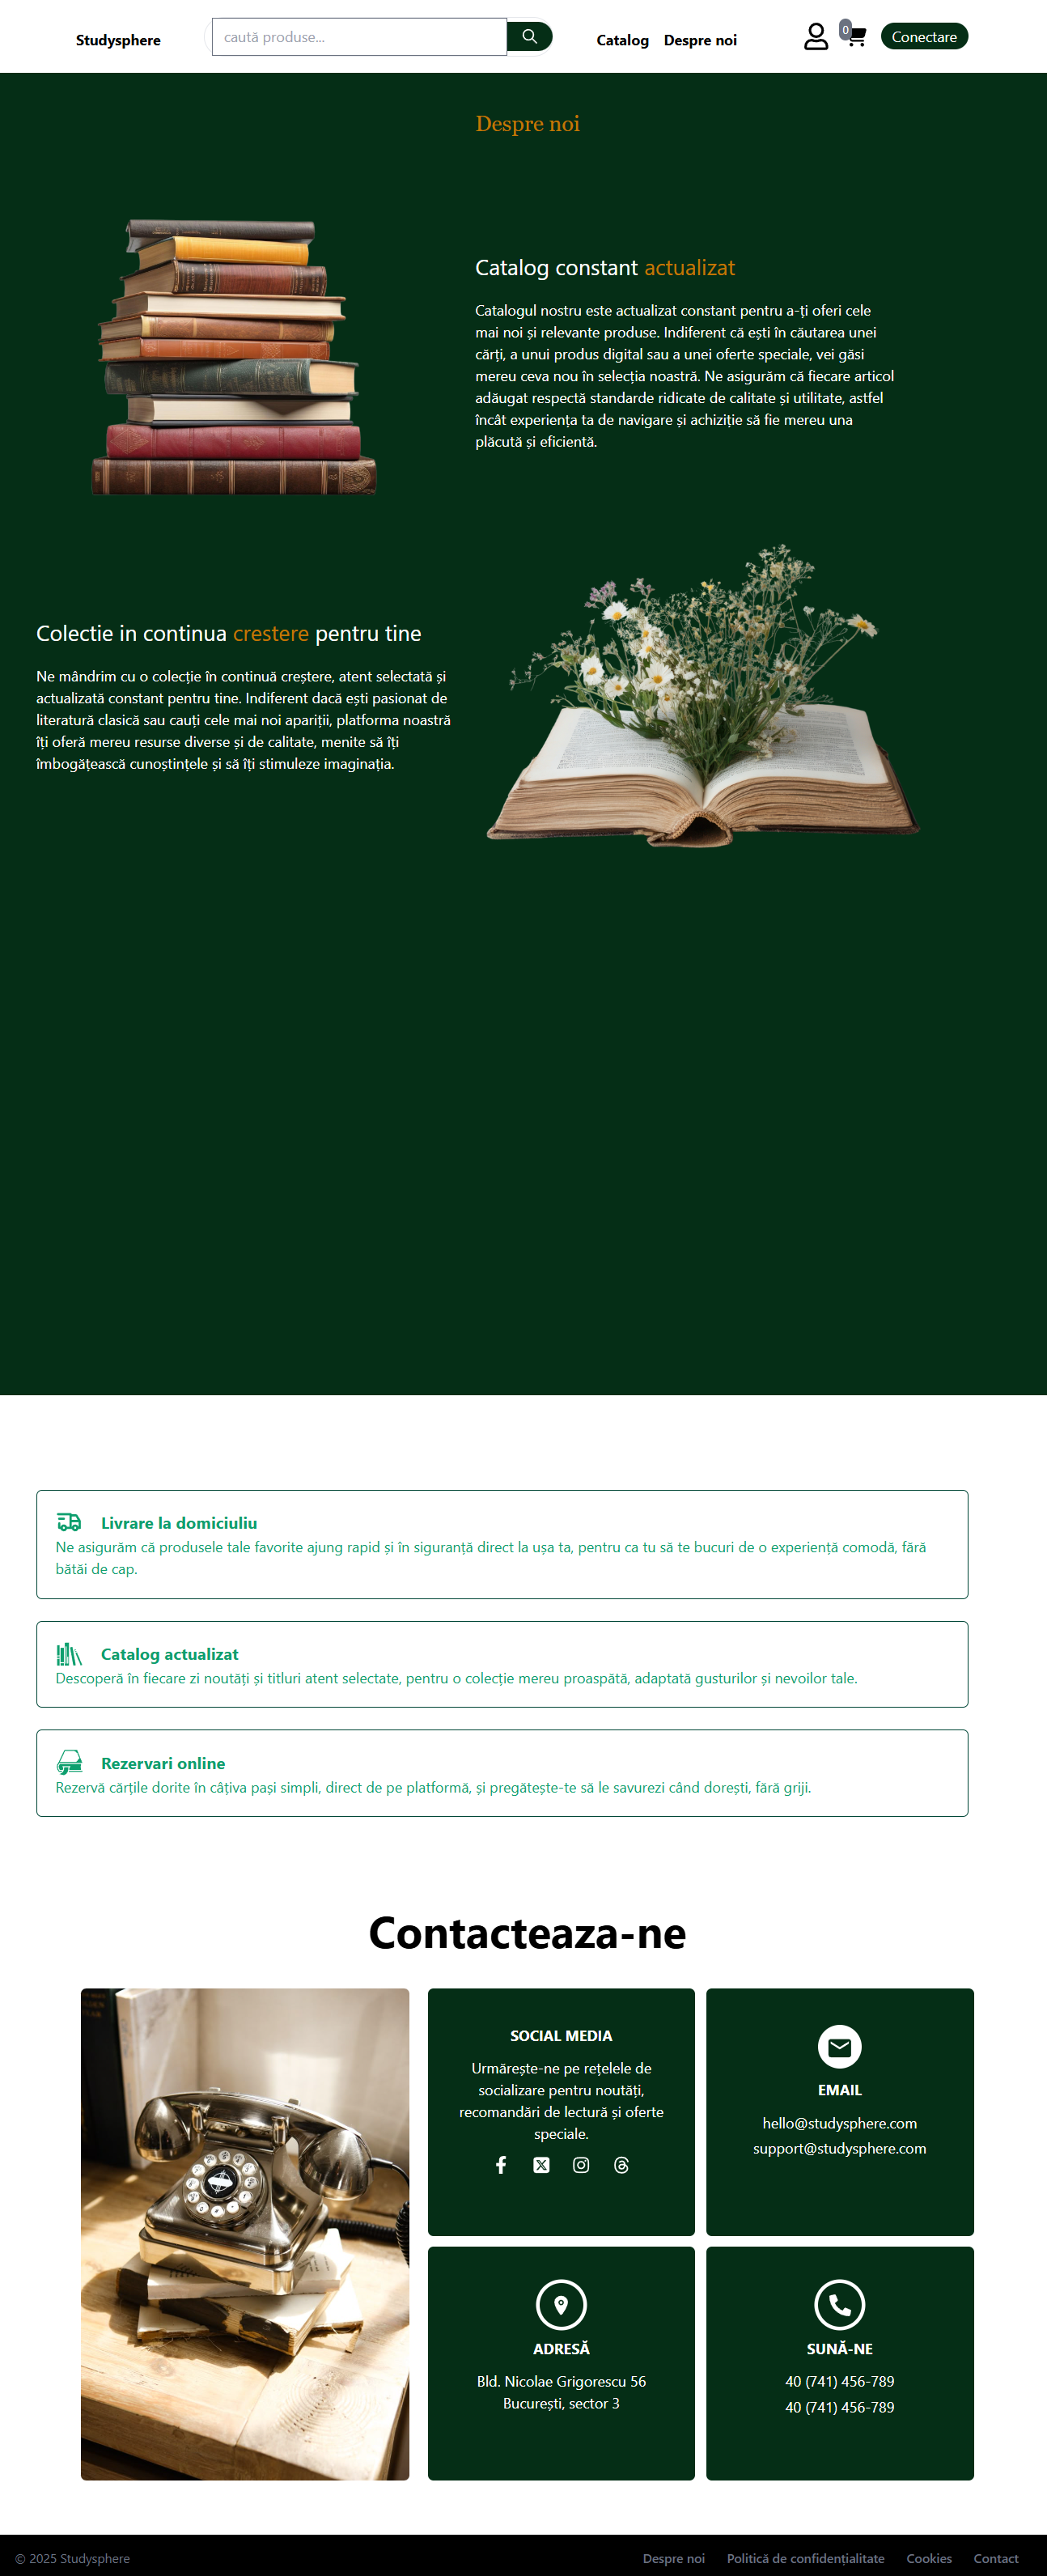 Studysphere
caută produse...
Catalog Despre noi
0
Conectare
Despre noi
Catalog constant actualizat
Catalogul nostru este actualizat constant pentru a-ți oferi cele
mai noi și relevante produse. Indiferent că ești în căutarea unei
cărți, a unui produs digital sau a unei oferte speciale, vei găsi
mereu ceva nou în selecția noastră. Ne asigurăm că fiecare articol
adăugat respectă standarde ridicate de calitate și utilitate, astfel
încât experiența ta de navigare și achiziție să fie mereu una
plăcută și eficientă.
Colectie in continua crestere pentru tine
Ne mândrim cu o colecție în continuă creștere, atent selectată și
actualizată constant pentru tine. Indiferent dacă ești pasionat de
literatură clasică sau cauți cele mai noi apariții, platforma noastră
îți oferă mereu resurse diverse și de calitate, menite să îți
îmbogățească cunoștințele și să îți stimuleze imaginația.
Livrare la domiciuliu
Ne asigurăm că produsele tale favorite ajung rapid și în siguranță direct la ușa ta, pentru ca tu să te bucuri de o experiență comodă, fără
bătăi de cap.
Catalog actualizat
Descoperă în fiecare zi noutăți și titluri atent selectate, pentru o colecție mereu proaspătă, adaptată gusturilor și nevoilor tale.
Rezervari online
Rezervă cărțile dorite în câțiva pași simpli, direct de pe platformă, și pregătește-te să le savurezi când dorești, fără griji.
Contacteaza-ne
SOCIAL MEDIA
Urmărește-ne pe rețelele de
socializare pentru noutăți,
recomandări de lectură și oferte
speciale.
EMAIL
hello@studysphere.com
support@studysphere.com
ADRESĂ
Bld. Nicolae Grigorescu 56
București, sector 3
SUNĂ-NE
40 (741) 456-789
40 (741) 456-789
© 2025 Studysphere
Despre noi Politică de confidențialitate Cookies Contact